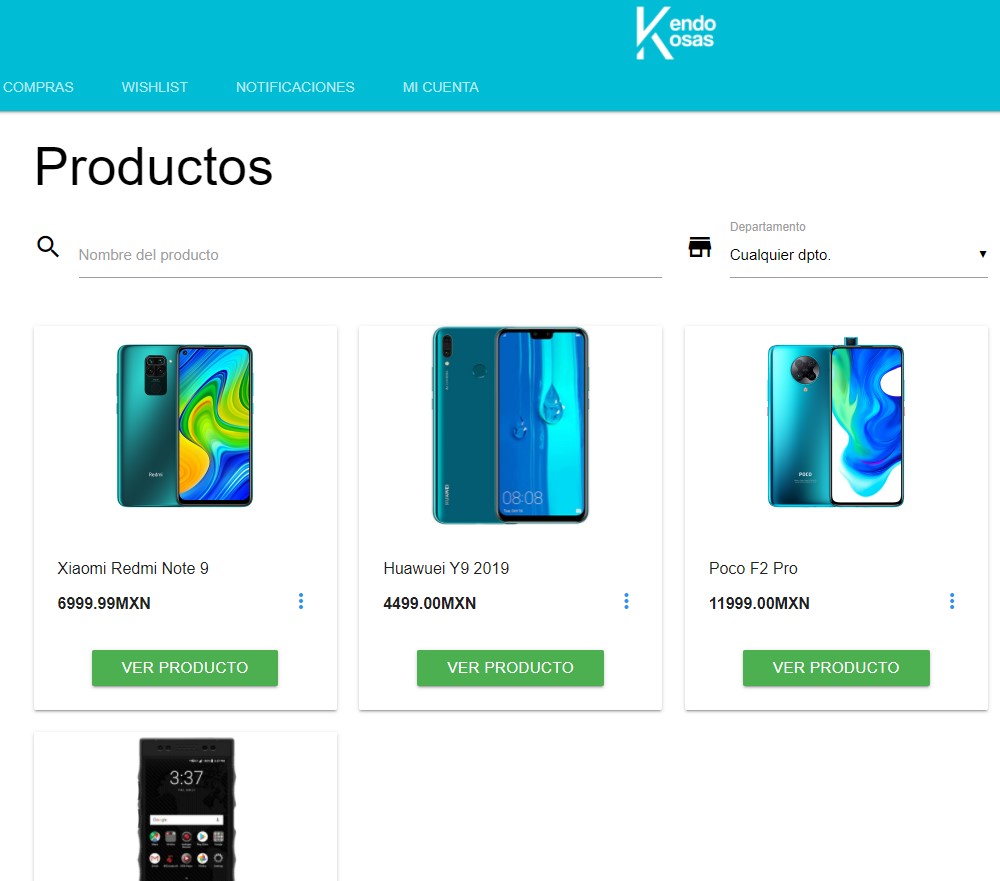 Kendo
Kosas
COMPRAS WISHLIST NOTIFICACIONES MI CUENTA
Productos
Departamento
Nombre del producto
Cualquier dpto.
Redmi
HUAWEI
08:08
POCO
Xiaomi Redmi Note 9
Huawuei Y9 2019
Poco F2 Pro
6999.99MXN
4499.00MXN
11999.00MXN
VER PRODUCTO
VER PRODUCTO
VER PRODUCTO
3:37
Google